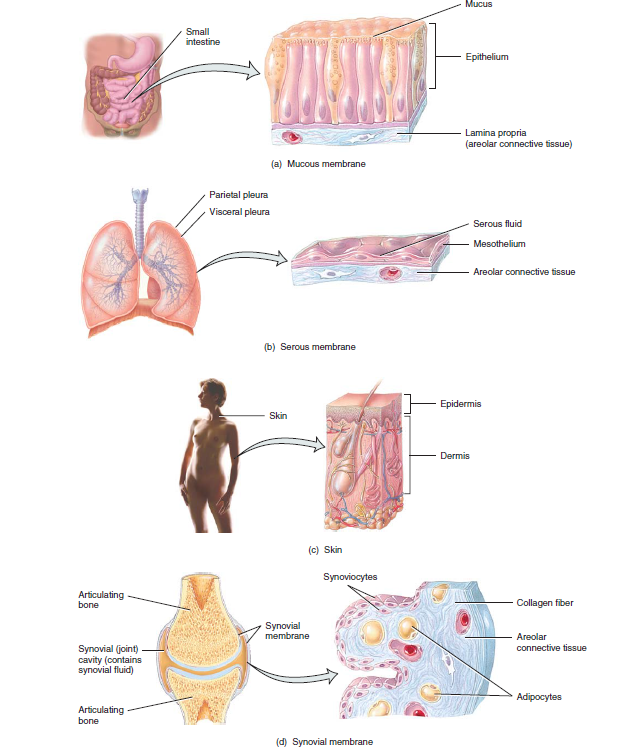 Mucus
Small
intestine
Epithelium
Lamina propria
(areolar connective tissue)
(a) Mucous membrane
Parietal pleura
Visceral pleura
Serous fluid
Mesothelium
Areolar connective tissue
(b) Serous membrane
Epidermis
Skin
Dermis
(c) Skin
Synoviocytes
Articulating
bone
Collagen fiber
Synovial
membrane
Areolar
connective tissue
Synovial (joint)
cavity (contains
synovial fluid)
Adipocytes
Articulating
bone
(d) Synovial membrane